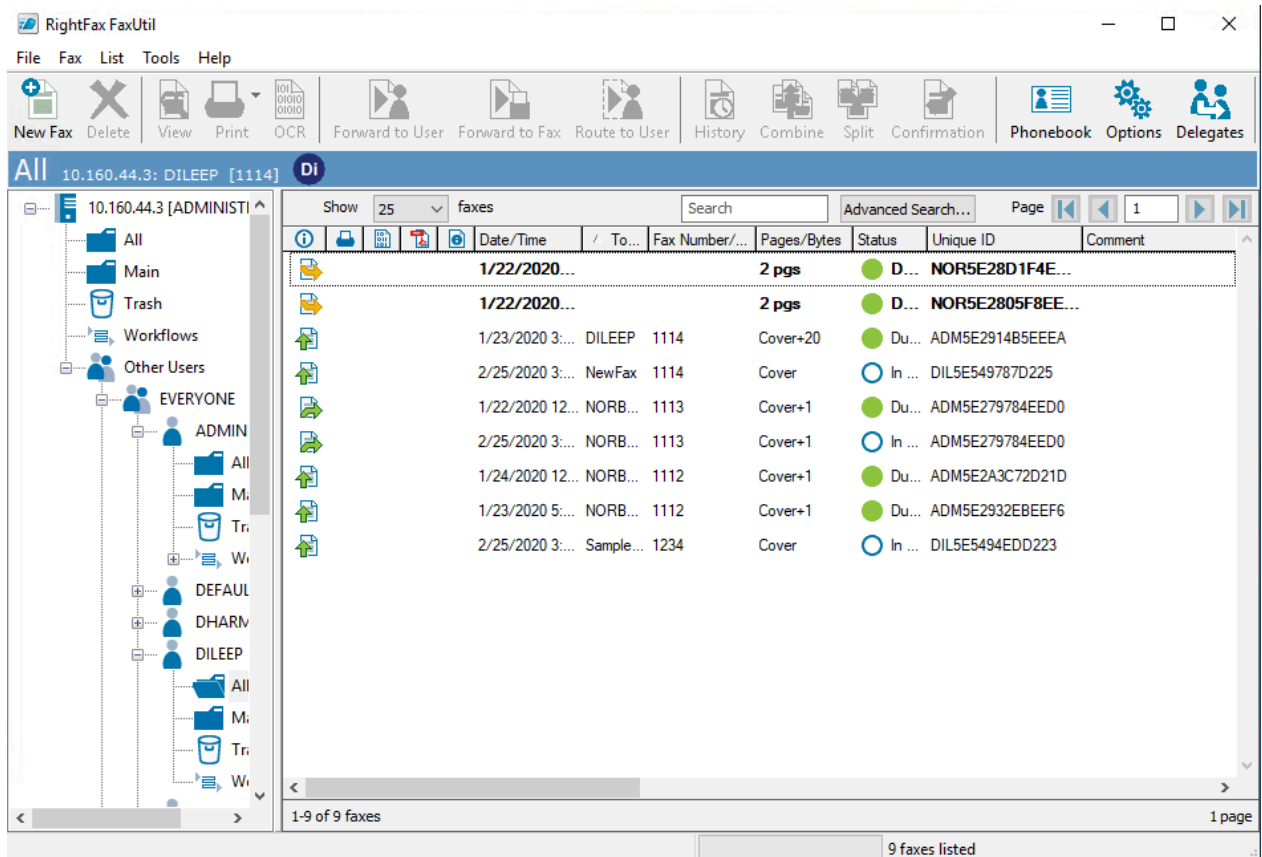 RightFax FaxUtil
File Fax List Tools Help
New Fax Delete View Print OCR Forward to User Forward to Fax Route to User History Combine Split Confirmation Phonebook Options Delegates
All 10.160.44.3: DILEEP [1114] Di
10.160.44.3 [ADMINISTI
All
Main
Trash
Workflows
Other Users
EVERYONE
ADMIN
All
Ma
Tra
Wo
DEFAUL
DHARM
DILEEP
All
Ma
Tra
Wo
Show 25 faxes Search Advanced Search... Page 1
Date/Time To... Fax Number/... Pages/Bytes Status Unique ID Comment
1/22/2020... 2 pgs D... NOR5E28D1F4E...
1/22/2020... 2 pgs D... NOR5E2805F8EE...
1/23/2020 3:... DILEEP 1114 Cover+20 Du... ADM5E2914B5EEEA
2/25/2020 3:... NewFax 1114 Cover In ... DIL5E549787D225
1/22/2020 12... NORB... 1113 Cover+1 Du... ADM5E279784EED0
2/25/2020 3:... NORB... 1113 Cover+1 In ... ADM5E279784EED0
1/24/2020 12... NORB... 1112 Cover+1 Du... ADM5E2A3C72D21D
1/23/2020 5:... NORB... 1112 Cover+1 Du... ADM5E2932EBEEF6
2/25/2020 3:... Sample... 1234 Cover In ... DIL5E5494EDD223
1-9 of 9 faxes 1 page
9 faxes listed